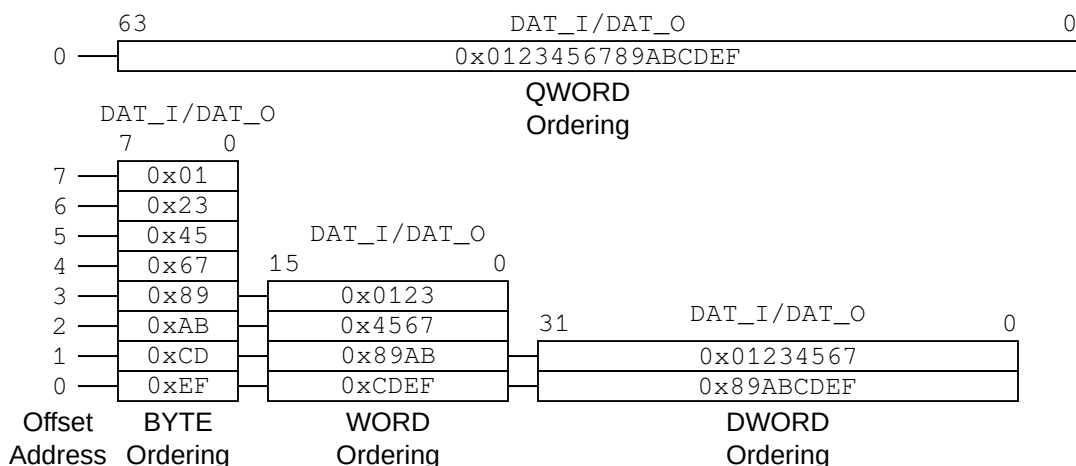 63 DAT_I/DAT_O 0
0 0x0123456789ABCDEF
QWORD
Ordering
DAT_I/DAT_O
7 0
7 0x01
6 0x23
5 0x45 DAT_I/DAT_O
4 0x67 15 0
3 0x89 0x0123
2 0xAB 0x4567 31 DAT_I/DAT_O 0
1 0xCD 0x89AB 0x01234567
0 0xEF 0xCDEF 0x89ABCDEF
Offset BYTE WORD DWORD
Address Ordering Ordering Ordering